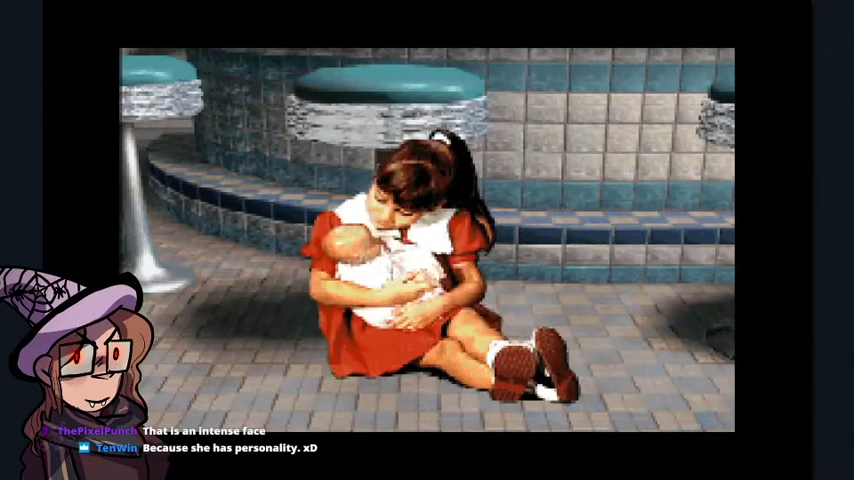 ThePixelPunch That is an intense face
TenWin Because she has personality. xD